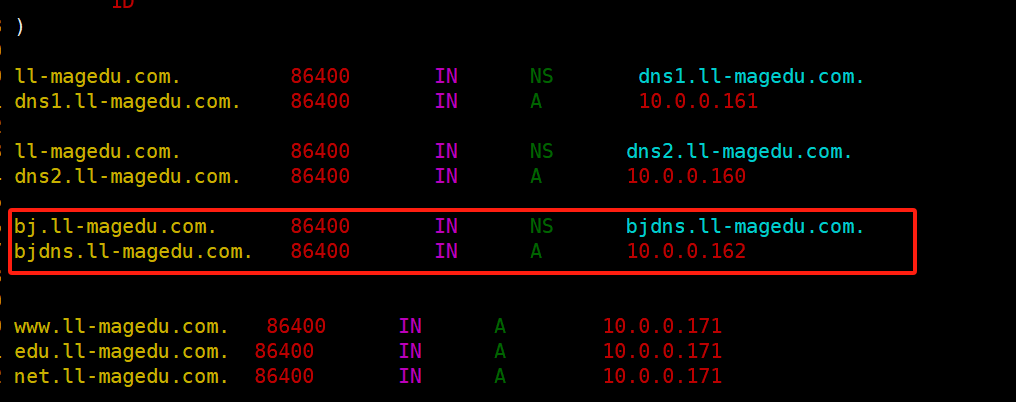 1D
)
ll-magedu.com. 86400 IN NS dns1.ll-magedu.com.
dns1.ll-magedu.com. 86400 IN A 10.0.0.161
ll-magedu.com. 86400 IN NS dns2.ll-magedu.com.
dns2.ll-magedu.com. 86400 IN A 10.0.0.160
bj.ll-magedu.com. 86400 IN NS bjdns.ll-magedu.com.
bjdns.ll-magedu.com. 86400 IN A 10.0.0.162
www.ll-magedu.com. 86400 IN A 10.0.0.171
edu.ll-magedu.com. 86400 IN A 10.0.0.171
net.ll-magedu.com. 86400 IN A 10.0.0.171